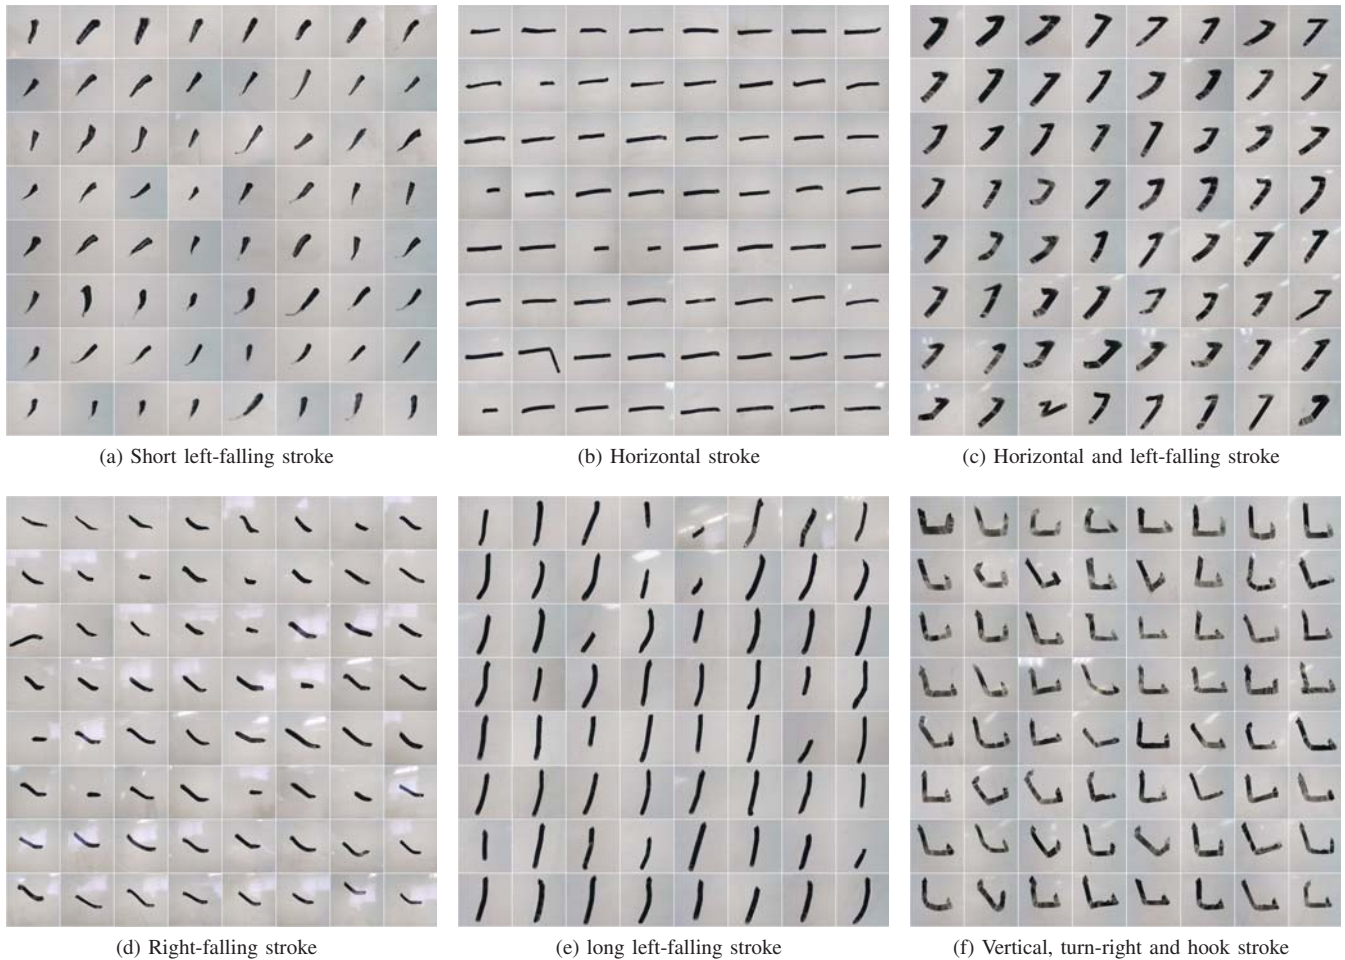 (a) Short left-falling stroke
(b) Horizontal stroke
(c) Horizontal and left-falling stroke
(d) Right-falling stroke
(e) long left-falling stroke
(f) Vertical, turn-right and hook stroke